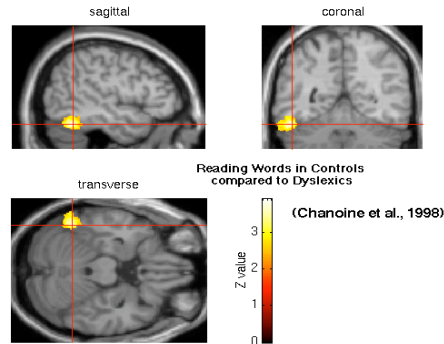 sagittal
coronal
Reading Words in Controls
compared to Dyslexics
transverse
(Chanoine et al., 1998)
3
2
1
0
Z value